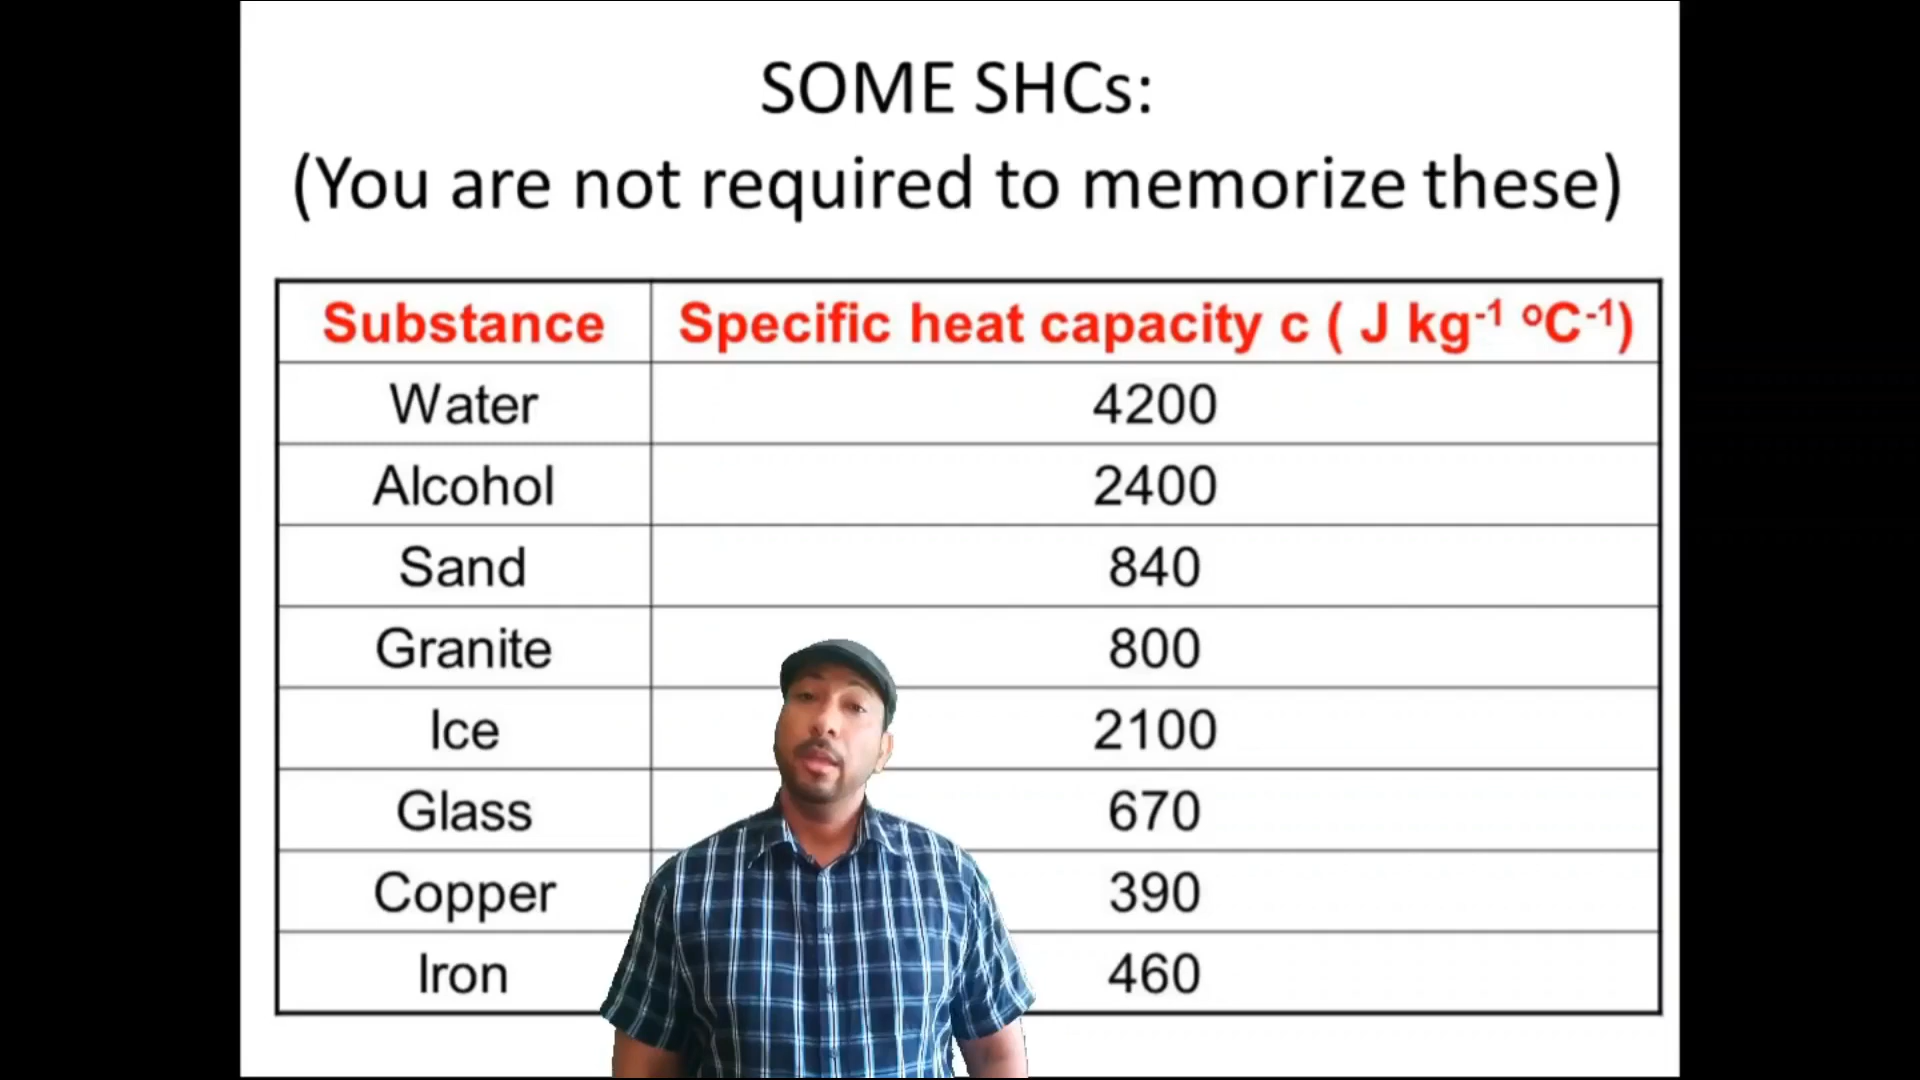 SOME SHCs:
(You are not required to memorize these)
Substance Specific heat capacity c ( J kg⁻¹ ᵒC⁻¹)
Water 4200
Alcohol 2400
Sand 840
Granite 800
Ice 2100
Glass 670
Copper 390
Iron 460